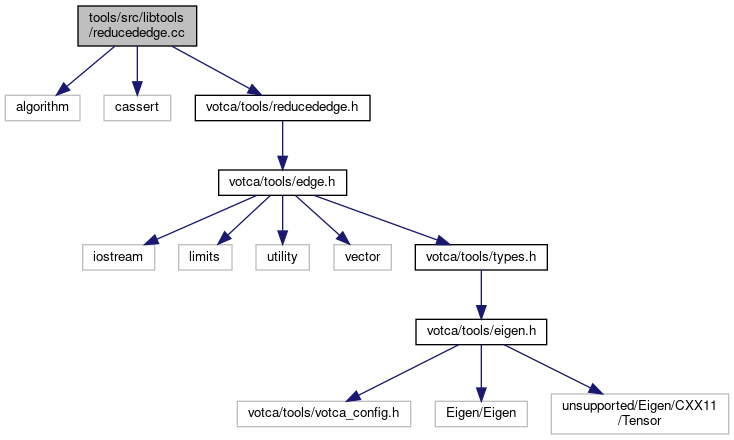 tools/src/libtools
/reducededge.cc
algorithm
cassert
votca/tools/reducededge.h
votca/tools/edge.h
iostream
limits
utility
vector
votca/tools/types.h
votca/tools/eigen.h
votca/tools/votca_config.h
Eigen/Eigen
unsupported/Eigen/CXX11
/Tensor